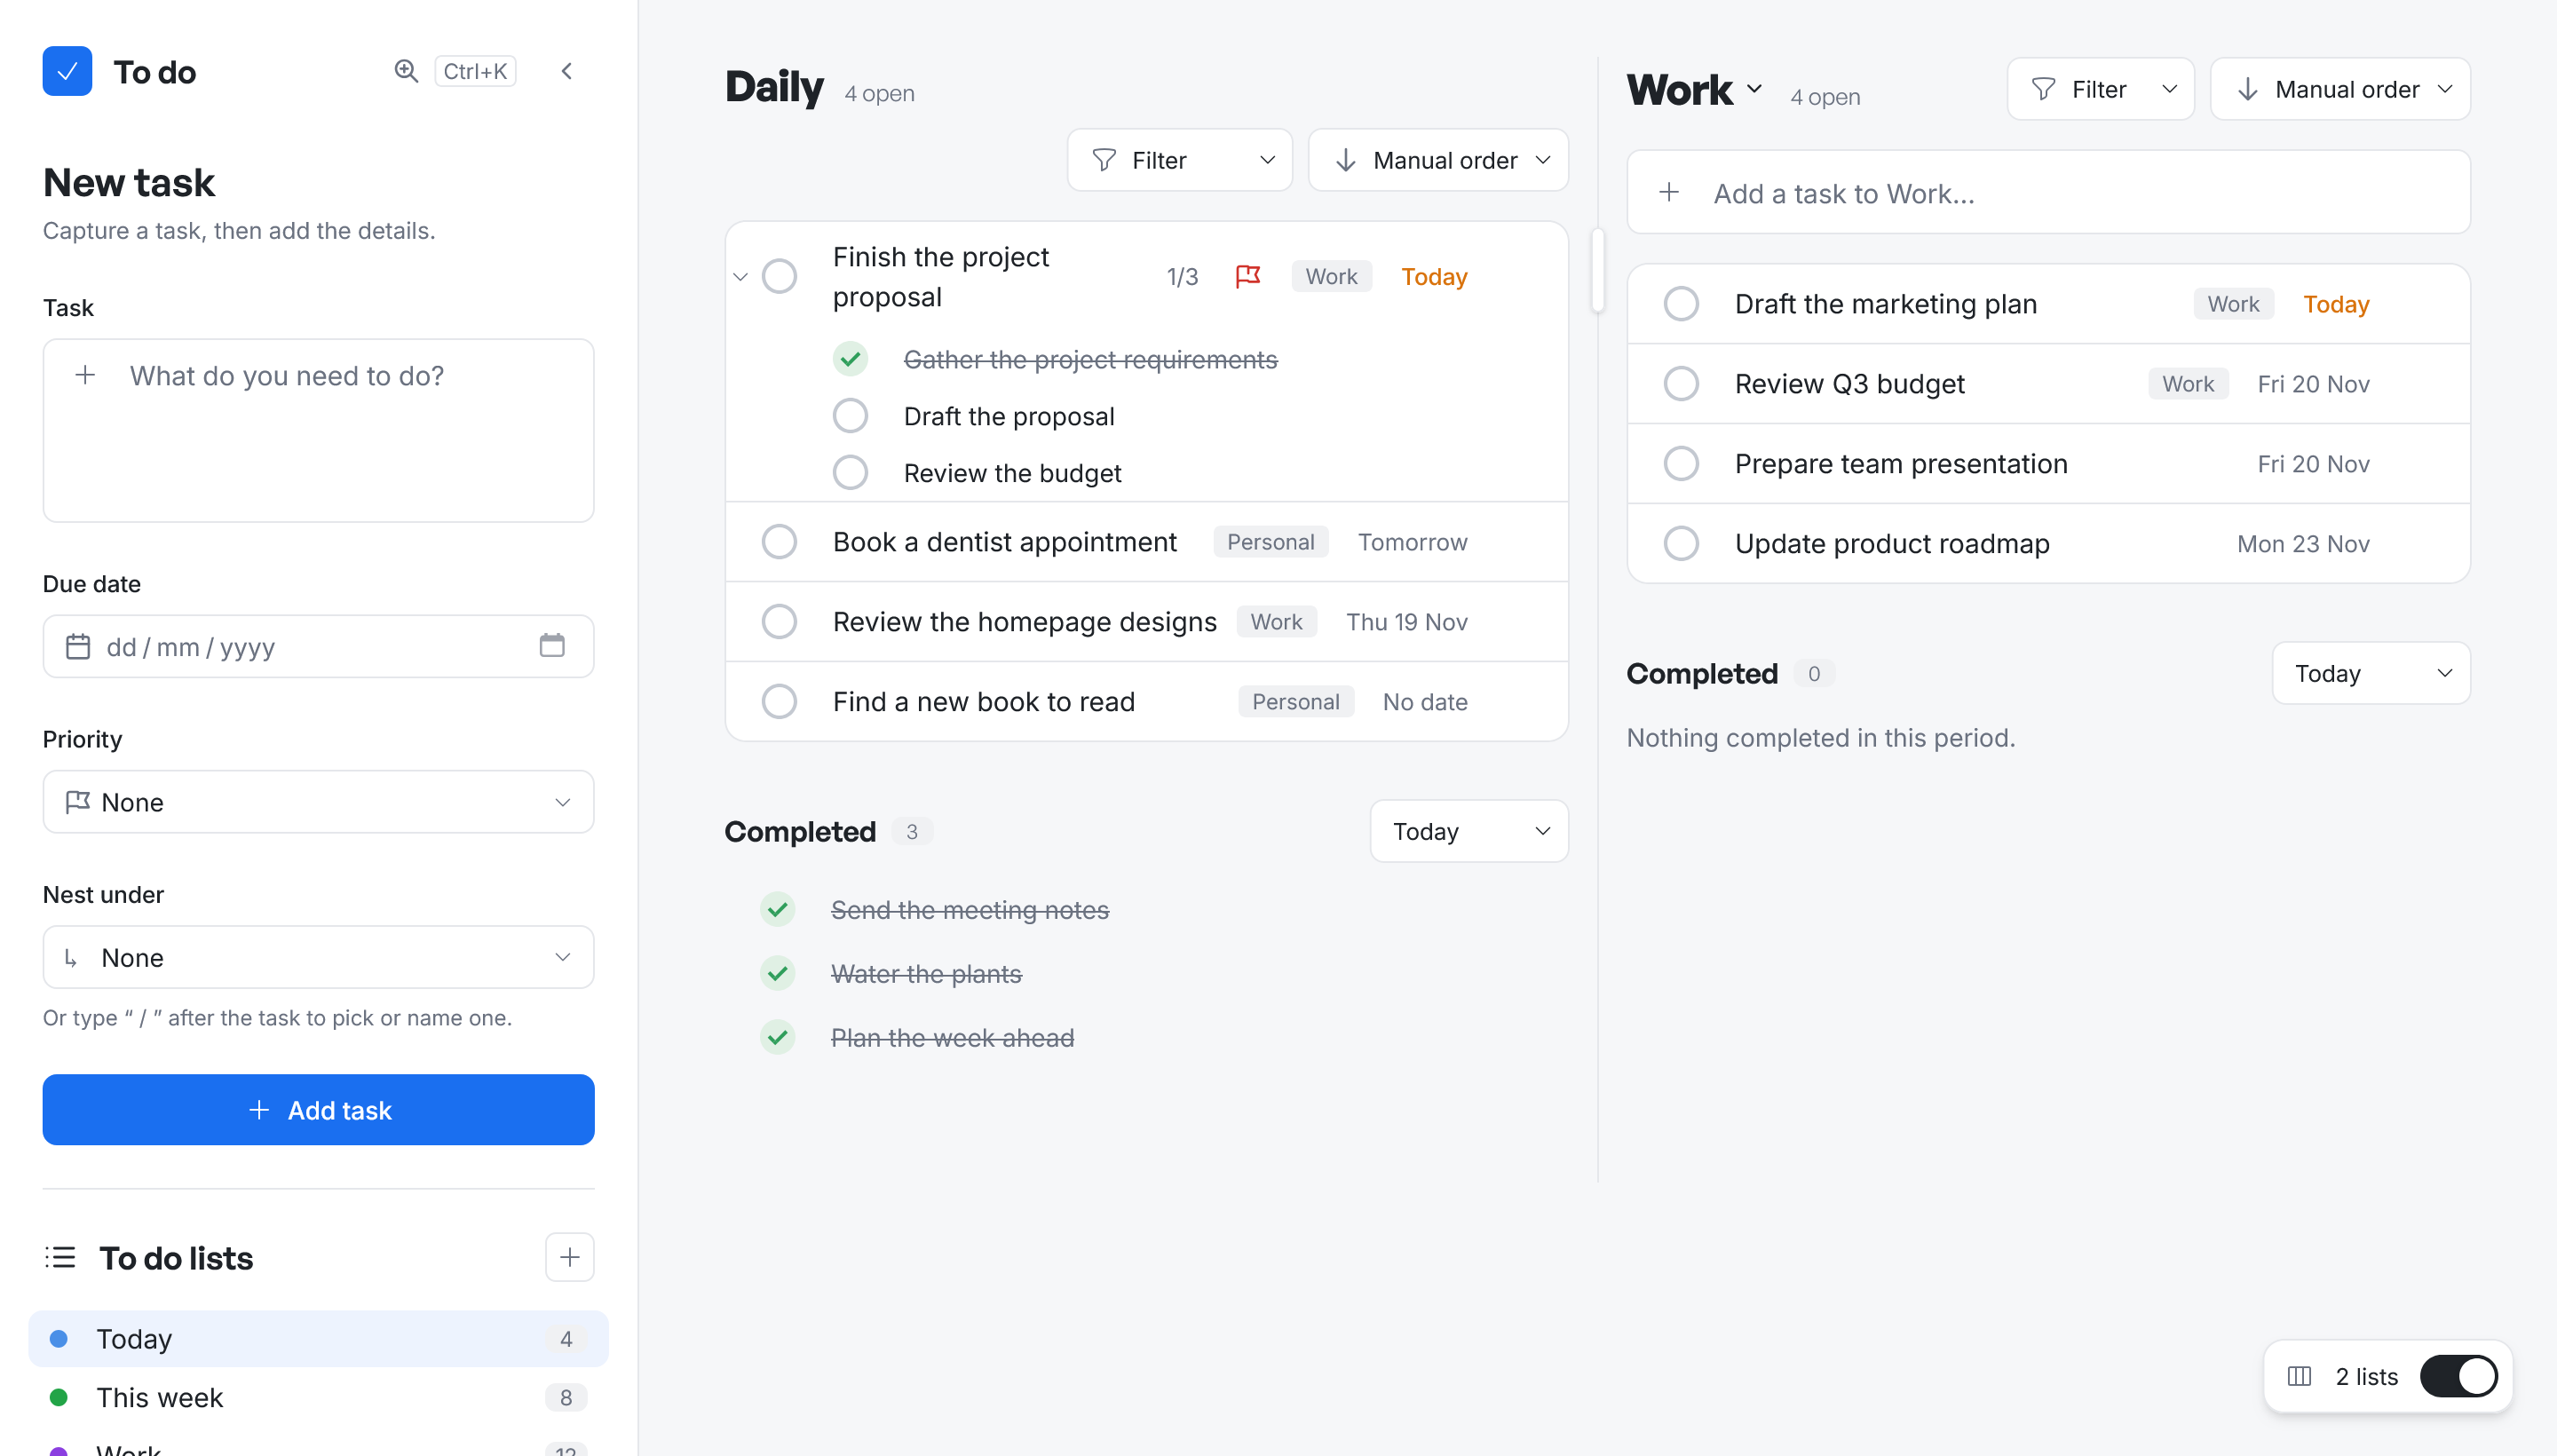 To do
Ctrl+K
New task
Capture a task, then add the details.
Task
What do you need to do?
Due date
dd / mm / yyyy
Priority
None
Nest under
None
Or type “ / ” after the task to pick or name one.
Add task
To do lists
Today 4
This week 8
Work 12
Daily 4 open
Filter
Manual order
Finish the project
proposal
1/3 Work Today
Gather the project requirements
Draft the proposal
Review the budget
Book a dentist appointment Personal Tomorrow
Review the homepage designs Work Thu 19 Nov
Find a new book to read Personal No date
Completed 3
Today
Send the meeting notes
Water the plants
Plan the week ahead
Work 4 open
Filter
Manual order
Add a task to Work...
Draft the marketing plan Work Today
Review Q3 budget Work Fri 20 Nov
Prepare team presentation Fri 20 Nov
Update product roadmap Mon 23 Nov
Completed 0
Today
Nothing completed in this period.
2 lists